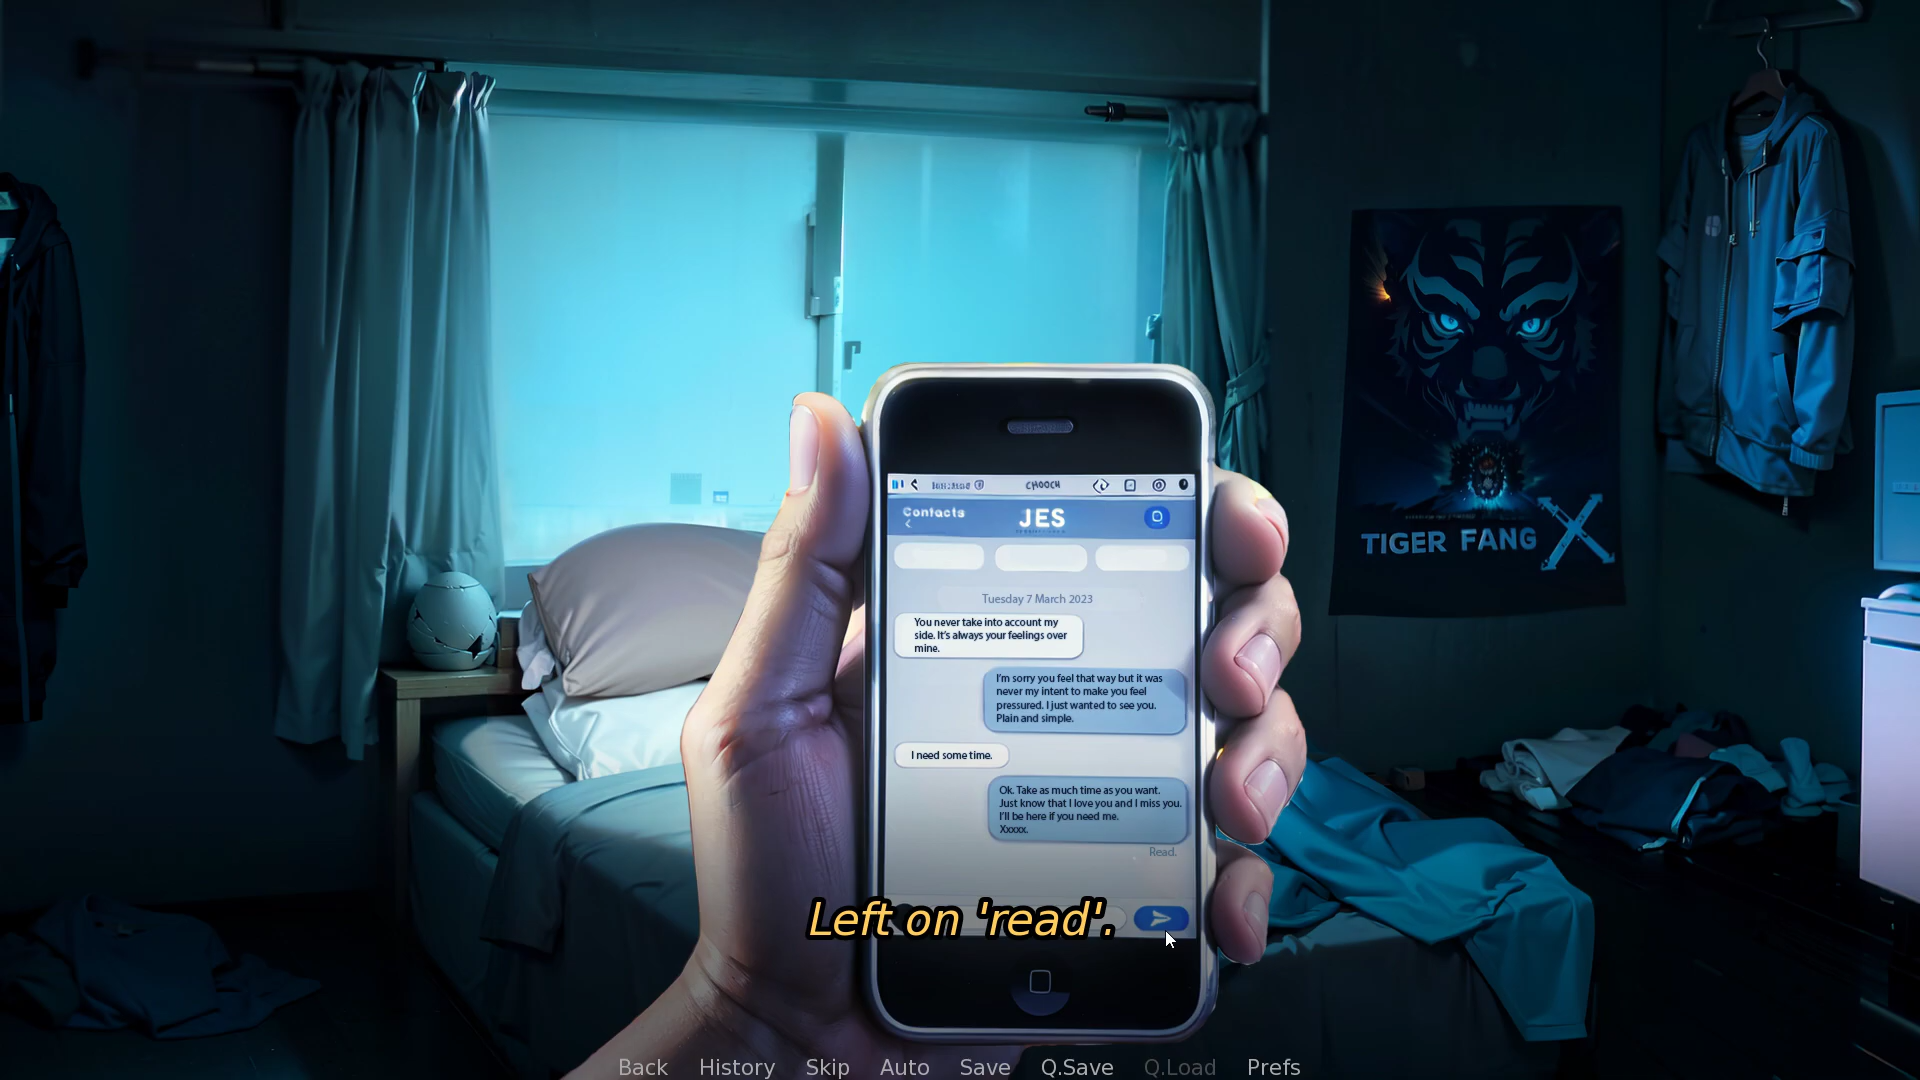 CHOOCH
Contacts
JES
Tuesday 7 March 2023
You never take into account my
side. It's always your feelings over
mine.
I'm sorry you feel that way but it was
never my intent to make you feel
pressured. I just wanted to see you.
Plain and simple.
I need some time.
Ok. Take as much time as you want.
Just know that I love you and I miss you.
I'll be here if you need me.
Xxxxx.
Read.
TIGER FANG X
Left on 'read'.
Back History Skip Auto Save Q.Save Q.Load Prefs